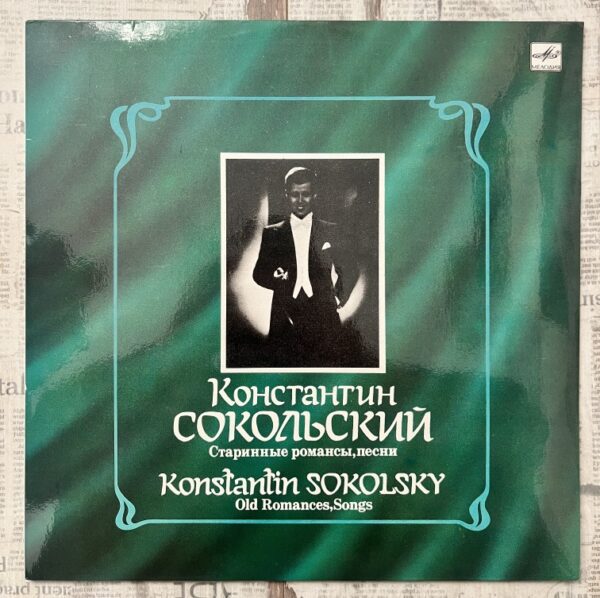 МЕЛОДИЯ
Константин
СОКОЛЬСКИЙ
Старинные романсы,песни
Konstantin SOKOLSKY
Old Romances,Songs